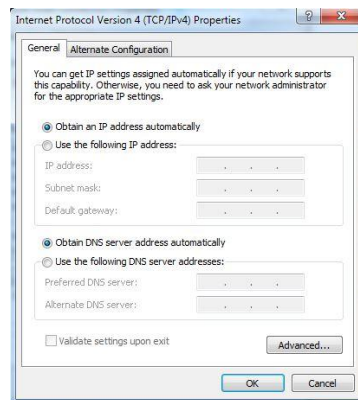 Internet Protocol Version 4 (TCP/IPv4) Properties
General
Alternate Configuration
You can get IP settings assigned automatically if your network supports
this capability. Otherwise, you need to ask your network administrator
for the appropriate IP settings.
Obtain an IP address automatically
Use the following IP address:
IP address:
Subnet mask:
Default gateway:
Obtain DNS server address automatically
Use the following DNS server addresses:
Preferred DNS server:
Alternate DNS server:
Validate settings upon exit
Advanced...
OK
Cancel